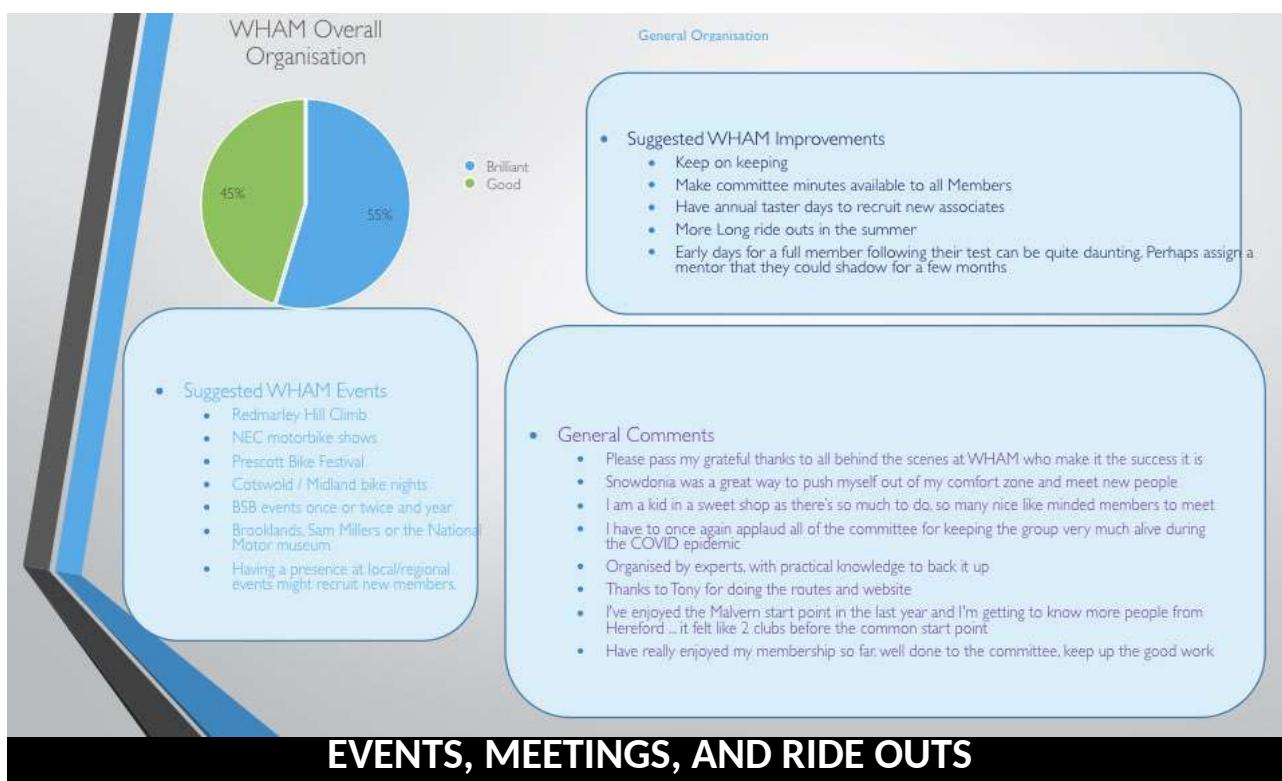 WHAM Overall
Organisation
45%
55%
Brilliant
Good
General Organisation
• Suggested WHAM Improvements
• Keep on keeping
• Make committee minutes available to all Members
• Have annual taster days to recruit new associates
• More Long ride outs in the summer
• Early days for a full member following their test can be quite daunting. Perhaps assign a
mentor that they could shadow for a few months
• Suggested WHAM Events
• Redmarley Hill Climb
• NEC motorbike shows
• Prescott Bike Festival
• Cotswold / Midland bike nights
• BSB events once or twice and year
• Brooklands, Sam Millers or the National
Motor museum
• Having a presence at local/regional
events might recruit new members.
• General Comments
• Please pass my grateful thanks to all behind the scenes at WHAM who make it the success it is
• Snowdonia was a great way to push myself out of my comfort zone and meet new people
• I am a kid in a sweet shop as there's so much to do, so many nice like minded members to meet
• I have to once again applaud all of the committee for keeping the group very much alive during
the COVID epidemic
• Organised by experts, with practical knowledge to back it up
• Thanks to Tony for doing the routes and website
• I've enjoyed the Malvern start point in the last year and I'm getting to know more people from
Hereford ... it felt like 2 clubs before the common start point
• Have really enjoyed my membership so far, well done to the committee, keep up the good work
EVENTS, MEETINGS, AND RIDE OUTS